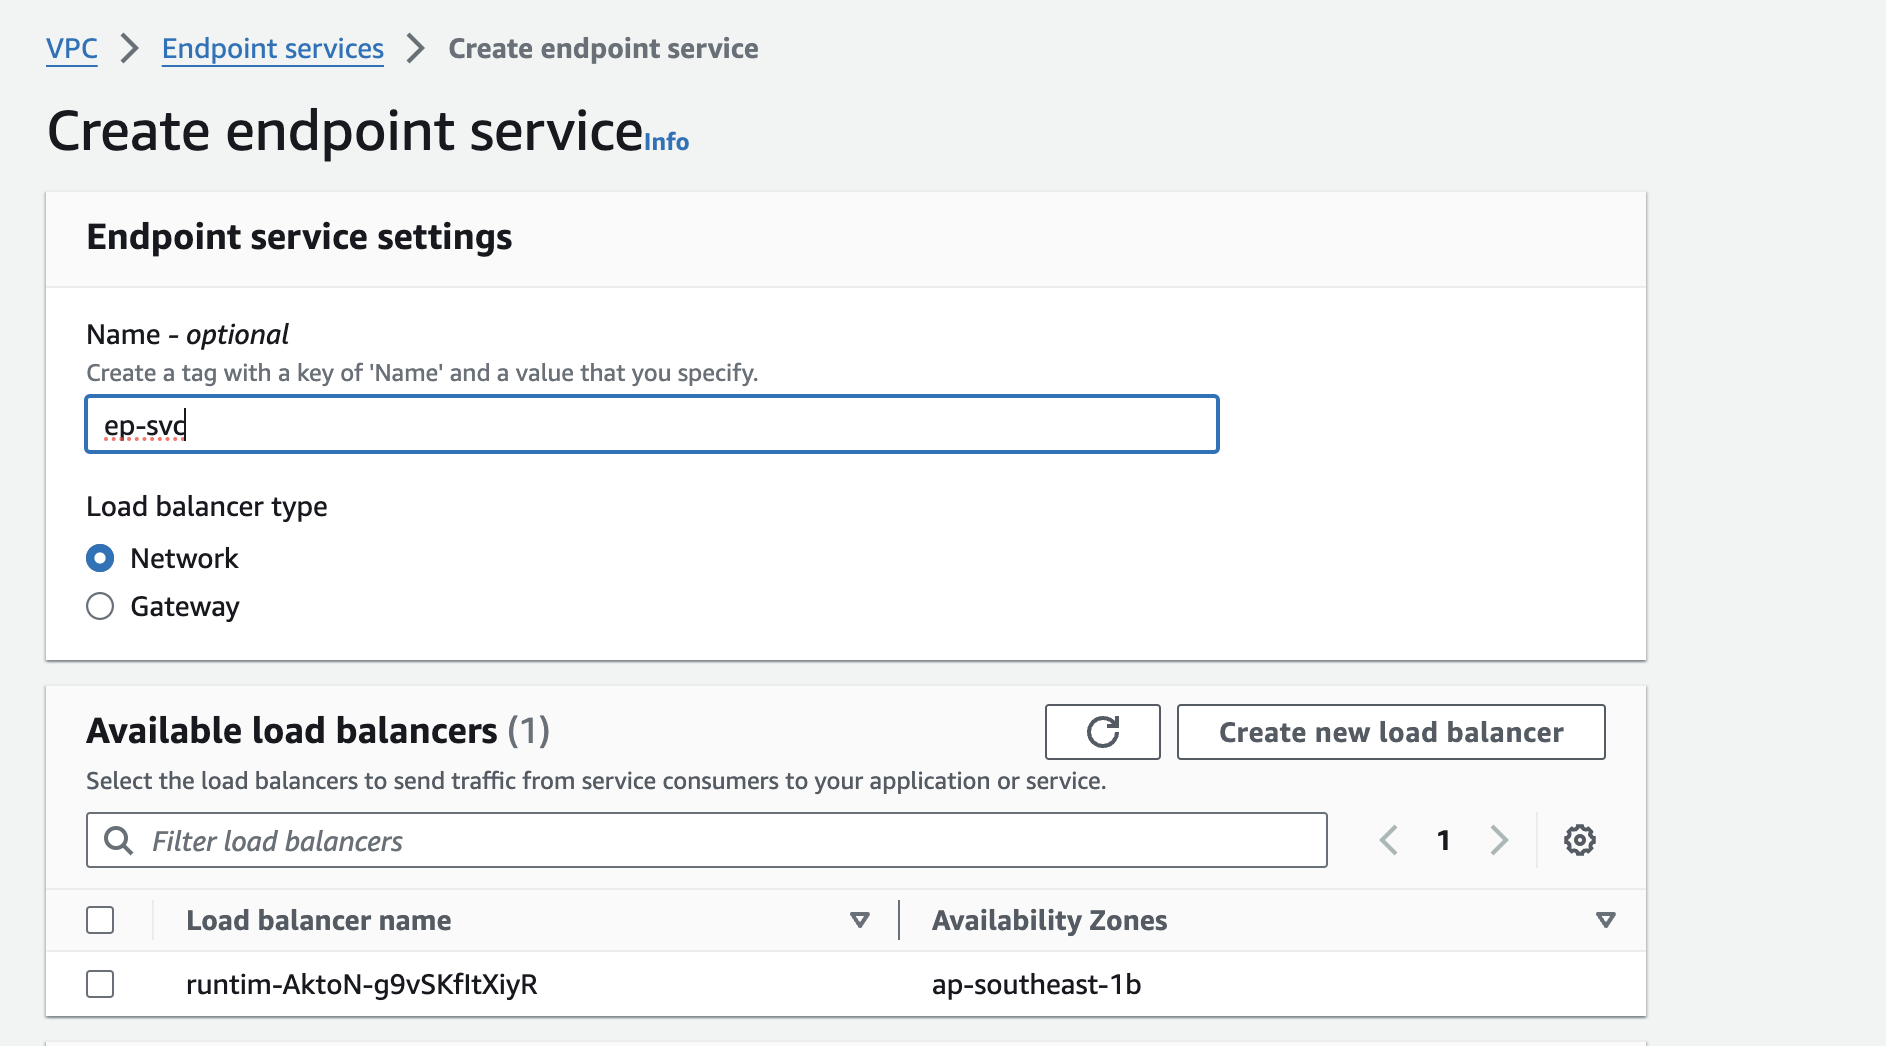 VPC > Endpoint services > Create endpoint service
Create endpoint service Info
Endpoint service settings
Name - optional
Create a tag with a key of 'Name' and a value that you specify.
ep-svc
Load balancer type
Network
Gateway
Available load balancers (1)
Create new load balancer
Select the load balancers to send traffic from service consumers to your application or service.
Filter load balancers
1
Load balancer name
Availability Zones
runtim-AktoN-g9vSKfItXiyR
ap-southeast-1b